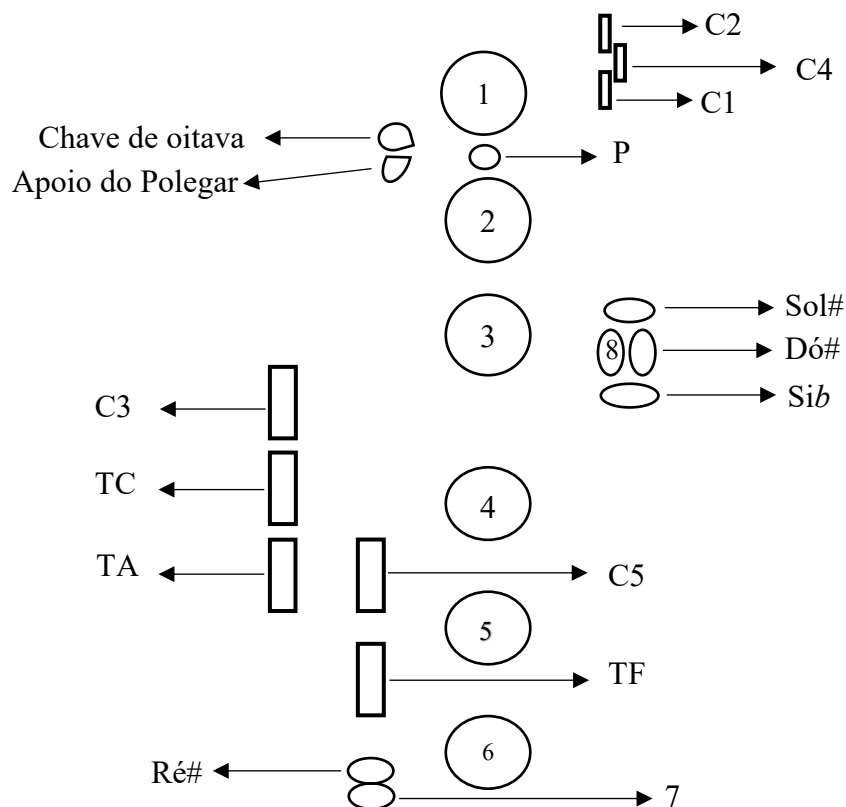 C2
C4
1
C1
Chave de oitava
P
Apoio do Polegar
2
Sol#
3
8
Dó#
Sib
C3
TC
4
TA
C5
5
TF
6
Ré#
7